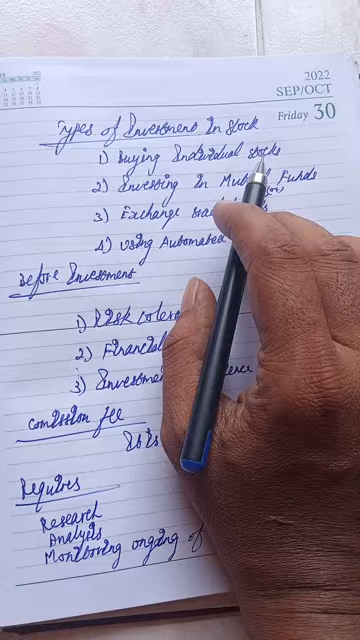 2022
SEP/OCT
Friday 30
Types of Investment In Stock
1) Buying Individual stocks
2) Investing In Mutual Funds
3) Exchange
4) Using Automated
Before Investment
1) Risk
2) Financial
3) Investment
Comission fee
Requires
Research
Analysis
Monitoring ongoing of